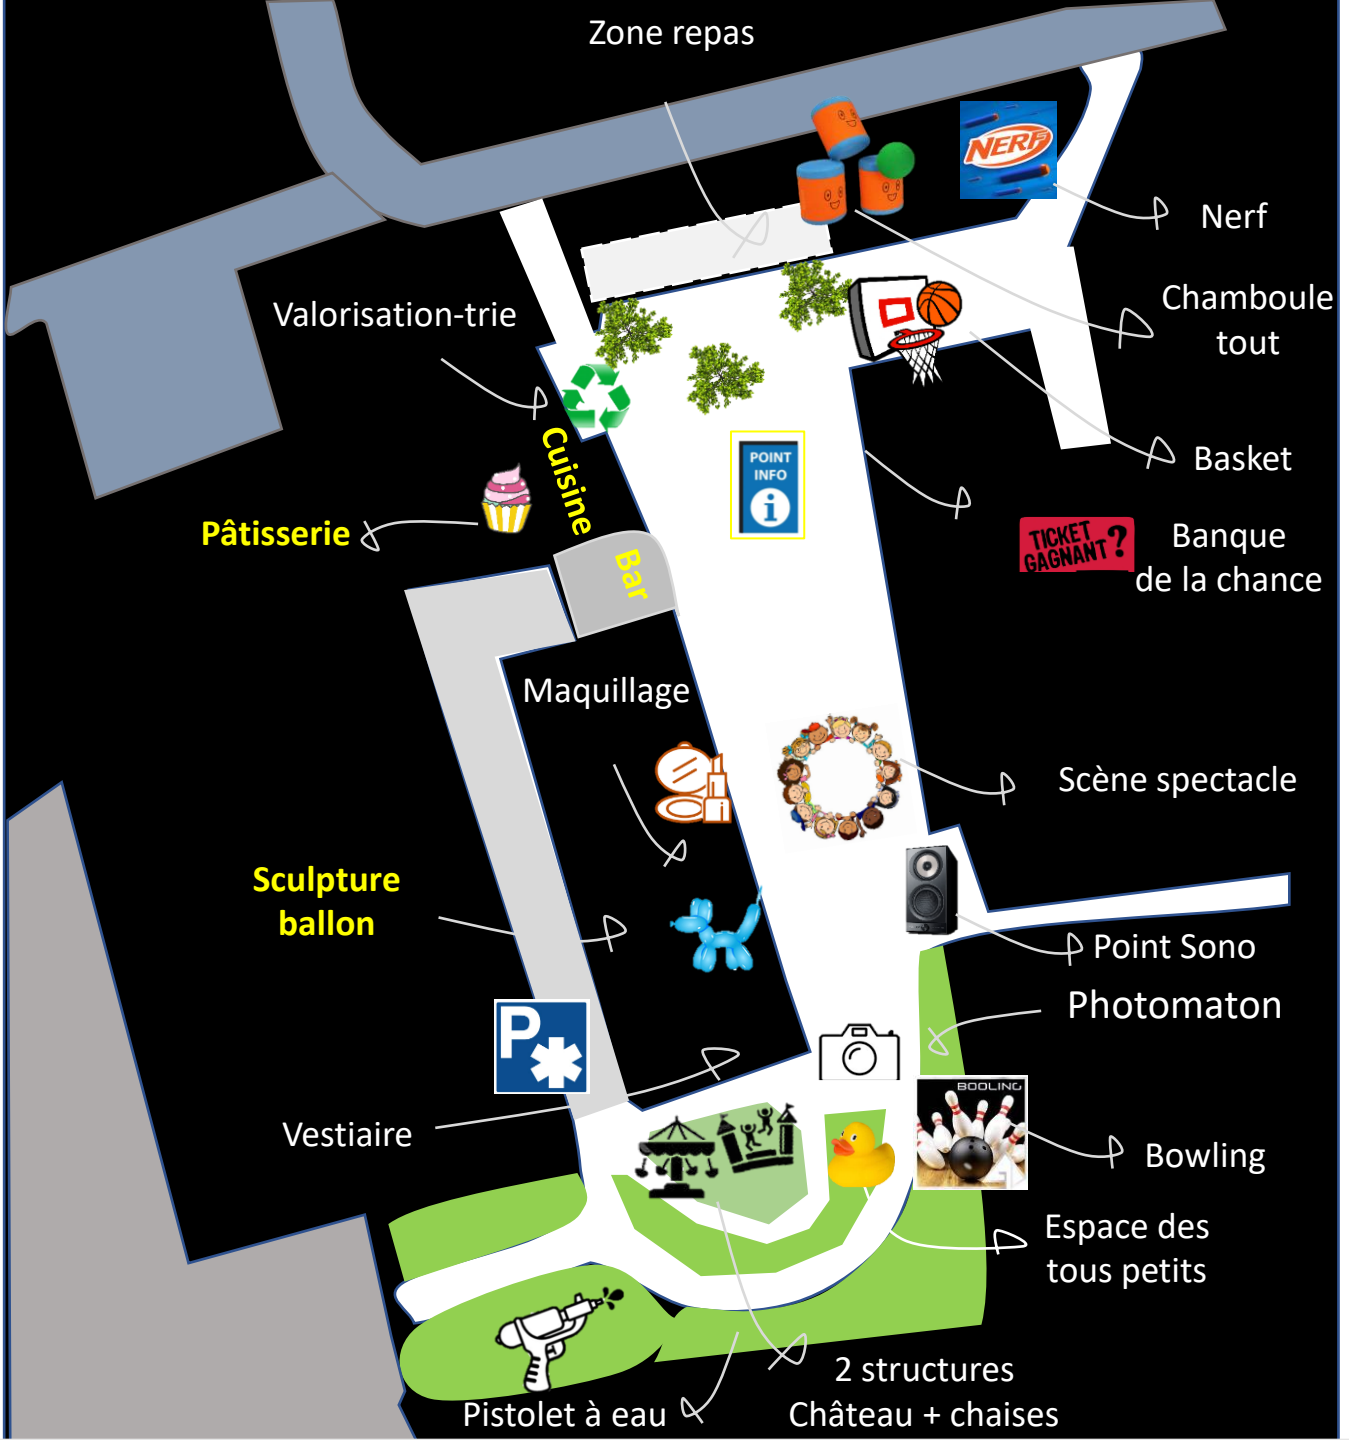 Zone repas
NERF
Nerf
Valorisation-trie
Chamboule
tout
Cuisine
POINT
INFO
i
Basket
Pâtisserie
TICKET
GAGNANT ?
Banque
de la chance
Bar
Maquillage
Scène spectacle
Sculpture
ballon
Point Sono
Photomaton
P
BOOLING
Vestiaire
Bowling
Espace des
tous petits
2 structures
Château + chaises
Pistolet à eau